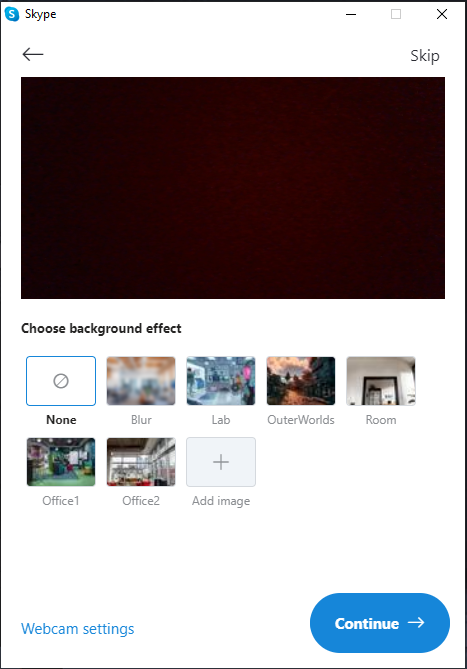 Skype
Skip
Choose background effect
None
Blur
Lab
OuterWorlds
Room
Office1
Office2
Add image
Webcam settings
Continue